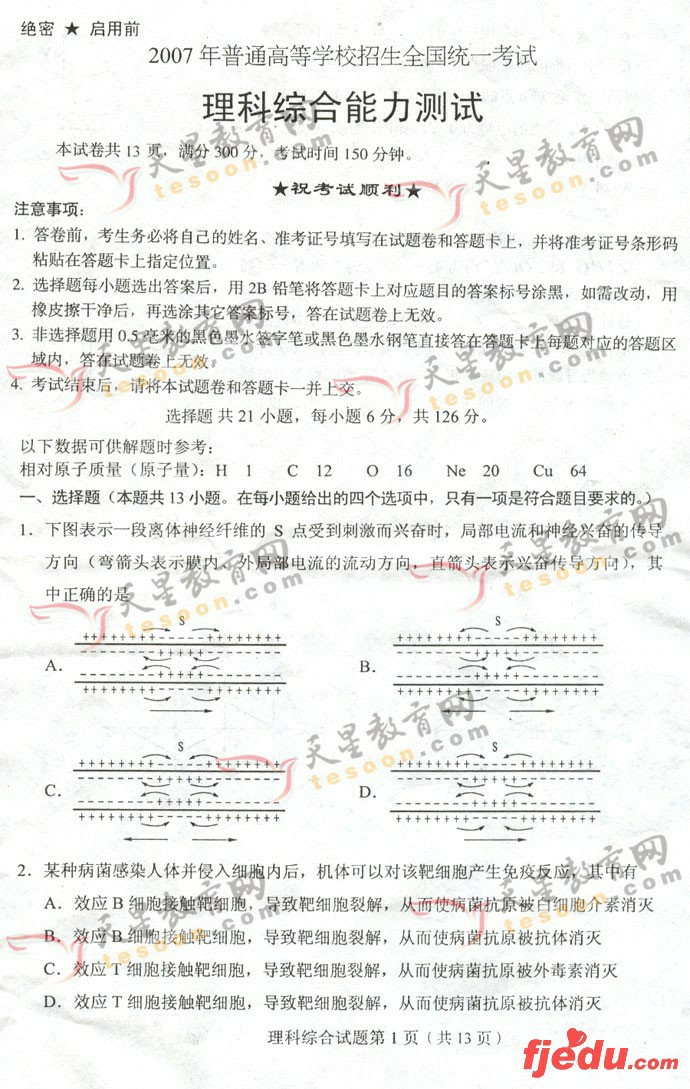 绝密 ★ 启用前
2007 年普通高等学校招生全国统一考试
理科综合能力测试
本试卷共 13 页，满分 300 分，考试时间 150 分钟。
★祝考试顺利★
注意事项：
1. 答卷前，考生务必将自己的姓名、准考证号填写在试题卷和答题卡上，并将准考证号条形码
粘贴在答题卡上指定位置。
2. 选择题每小题选出答案后，用 2B 铅笔将答题卡上对应题目的答案标号涂黑，如需改动，用
橡皮擦干净后，再选涂其它答案标号，答在试题卷上无效。
3. 非选择题用 0.5 毫米的黑色墨水签字笔或黑色墨水钢笔直接答在答题卡上每题对应的答题区
域内，答在试题卷上无效。
4. 考试结束后，请将本试题卷和答题卡一并上交。
选择题 共 21 小题，每小题 6 分，共 126 分。
以下数据可供解题时参考：
相对原子质量（原子量）：H 1 C 12 O 16 Ne 20 Cu 64
一、选择题（本题共 13 小题。在每小题给出的四个选项中，只有一项是符合题目要求的。）
1. 下图表示一段离体神经纤维的 S 点受到刺激而兴奋时，局部电流和神经兴奋的传导
方向（弯箭头表示膜内、外局部电流的流动方向，直箭头表示兴奋传导方向），其
中正确的是
S S
A. B.
S S
C. D.
2. 某种病菌感染人体并侵入细胞内后，机体可以对该靶细胞产生免疫反应，其中有
A. 效应 B 细胞接触靶细胞，导致靶细胞裂解，从而使病菌抗原被白细胞介素消灭
B. 效应 B 细胞接触靶细胞，导致靶细胞裂解，从而使病菌抗原被抗体消灭
C. 效应 T 细胞接触靶细胞，导致靶细胞裂解，从而使病菌抗原被外毒素消灭
D. 效应 T 细胞接触靶细胞，导致靶细胞裂解，从而使病菌抗原被抗体消灭
理科综合试题第 1 页（共 13 页）
天星教育网
tesoon.com
fjedu.com